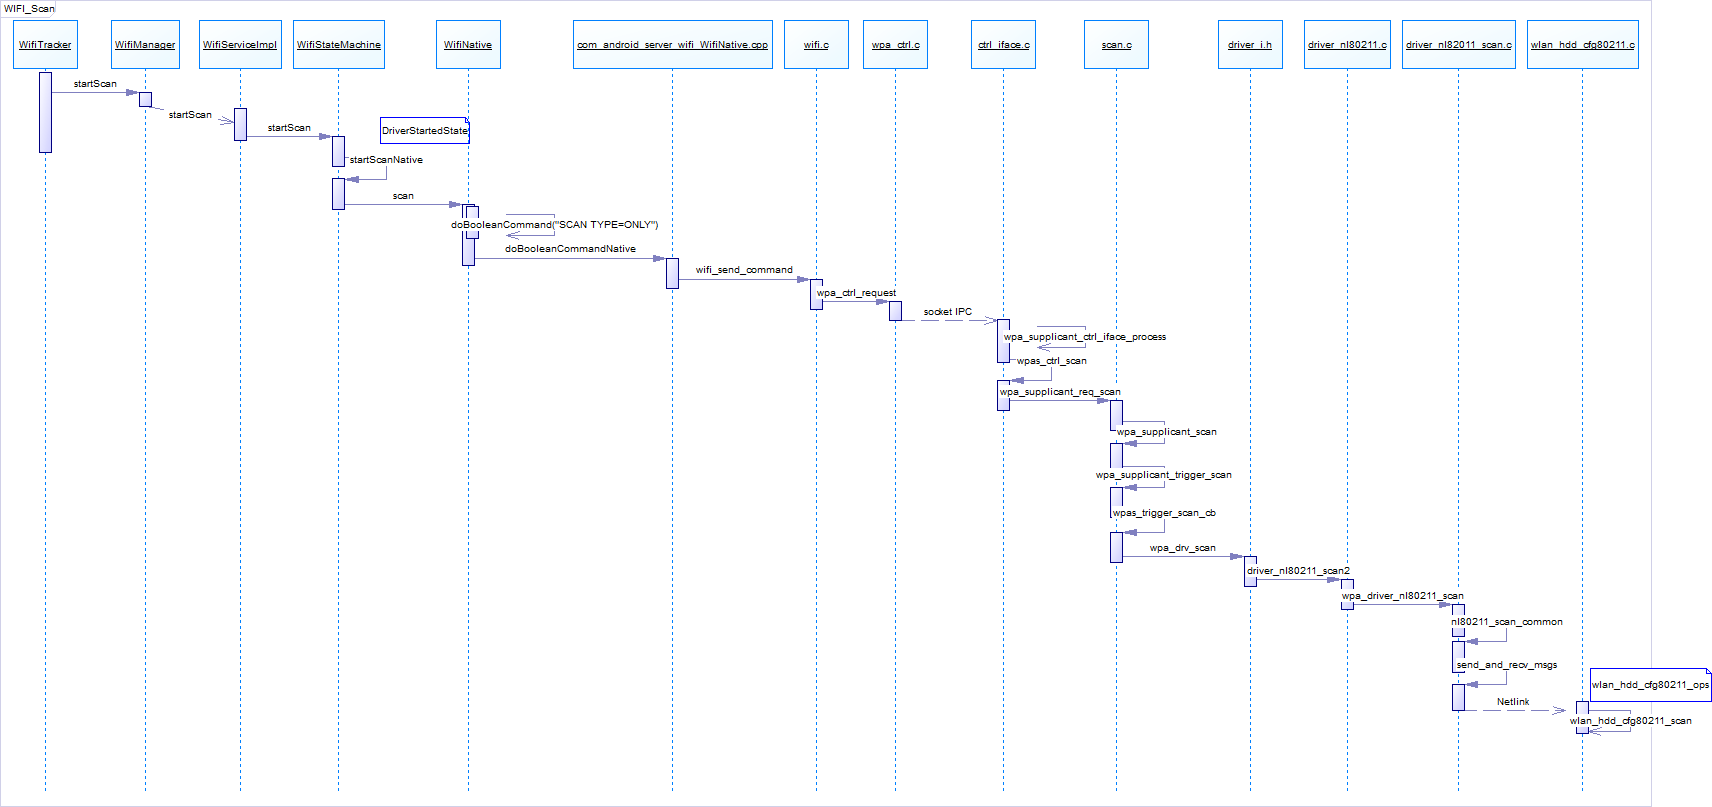 WIFI_Scan
WifiTracker
WifiManager
WifiServiceImpl
WifiStateMachine
WifiNative
com_android_server_wifi_WifiNative.cpp
wifi.c
wpa_ctrl.c
ctrl_iface.c
scan.c
driver_i.h
driver_nl80211.c
driver_nl82011_scan.c
wlan_hdd_cfg80211.c
startScan
startScan
startScan
DriverStartedState
startScanNative
scan
doBooleanCommand("SCAN TYPE=ONLY")
doBooleanCommandNative
wifi_send_command
wpa_ctrl_request
socket IPC
wpa_supplicant_ctrl_iface_process
wpas_ctrl_scan
wpa_supplicant_req_scan
wpa_supplicant_scan
wpa_supplicant_trigger_scan
wpas_trigger_scan_cb
wpa_drv_scan
driver_nl80211_scan2
wpa_driver_nl80211_scan
nl80211_scan_common
send_and_recv_msgs
wlan_hdd_cfg80211_ops
Netlink
wlan_hdd_cfg80211_scan